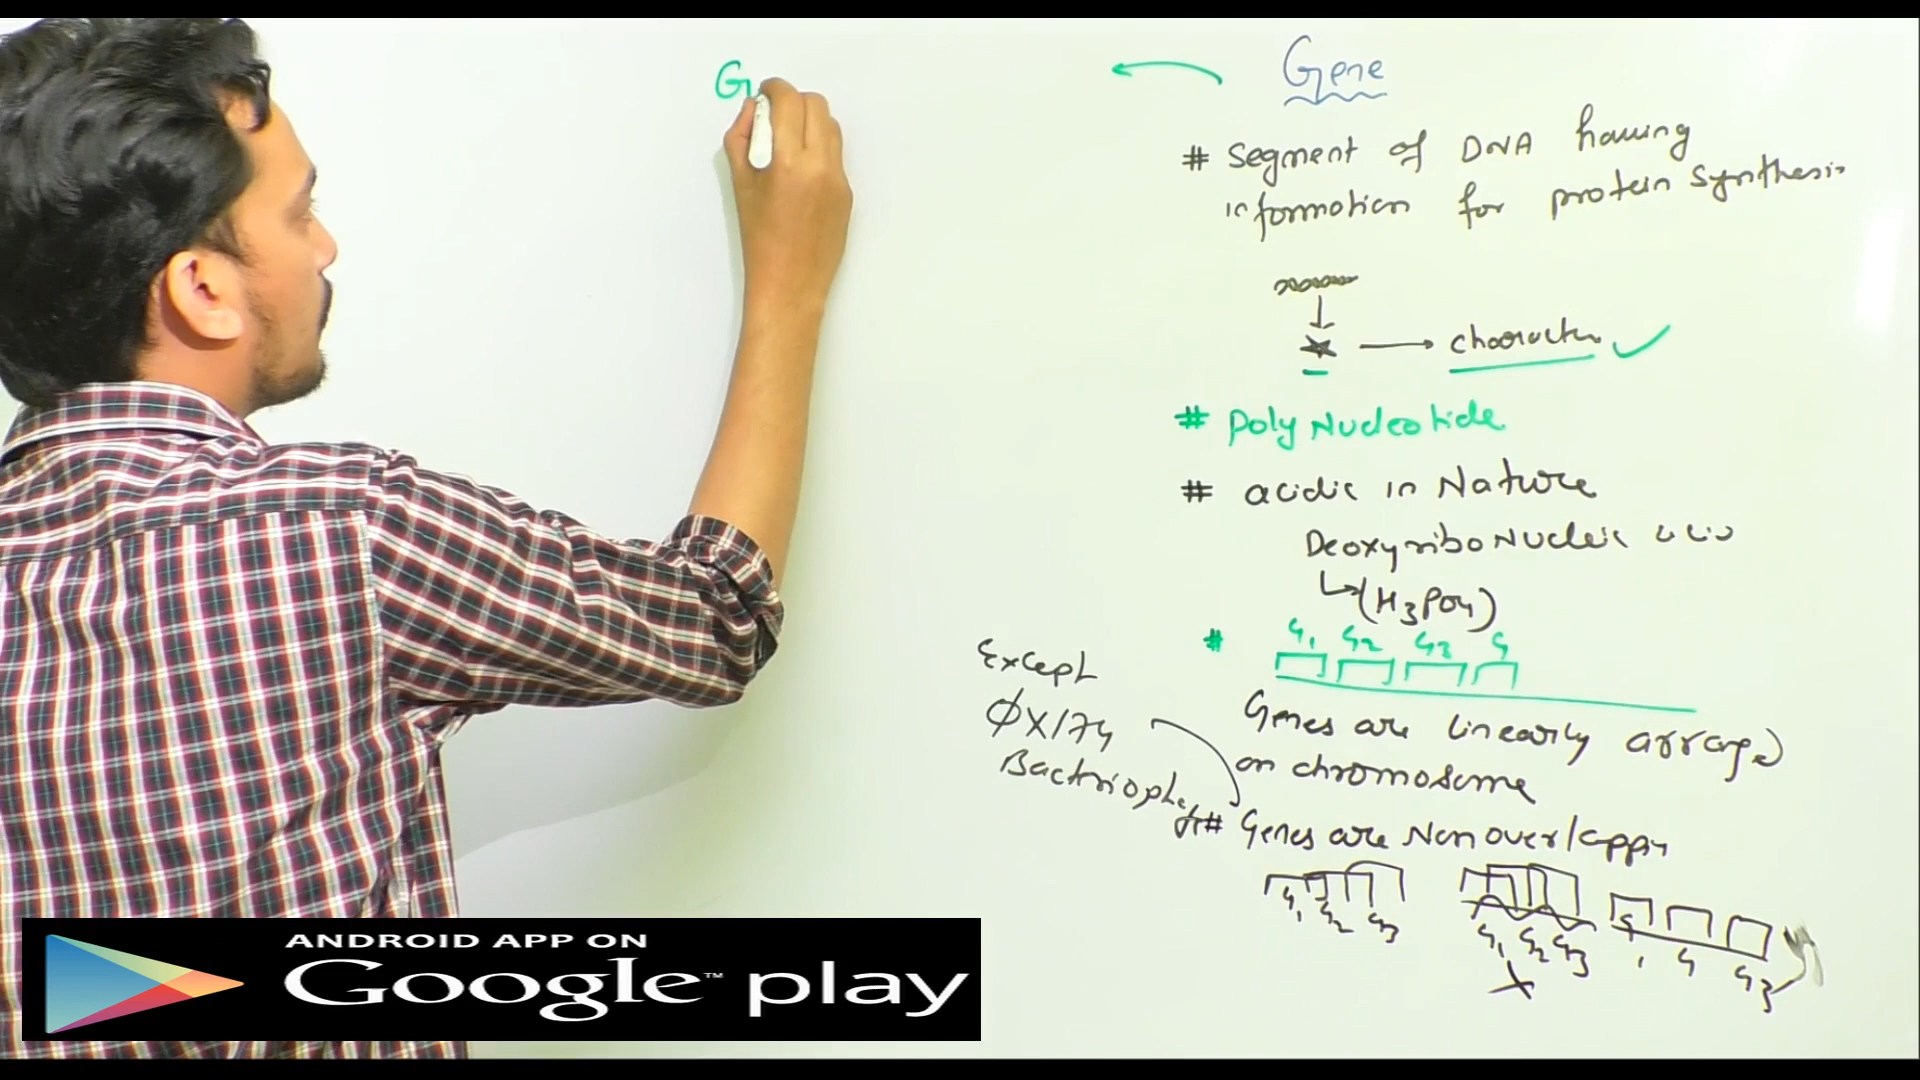 G
Gene
# Segment of DNA having
information for protein synthesis
character ✓
# Poly Nucleotide
# acidic in Nature
Deoxyribo Nucleic
(H3PO4)
# G1 G2 G3 G
Genes are linearly arranged
on chromosome
Except
ΦX174
Bacteriophage
# Genes are Non overlapping
G1 G2 G3
G1 G2 G3
G1 G G3
X
ANDROID APP ON
Google™ play